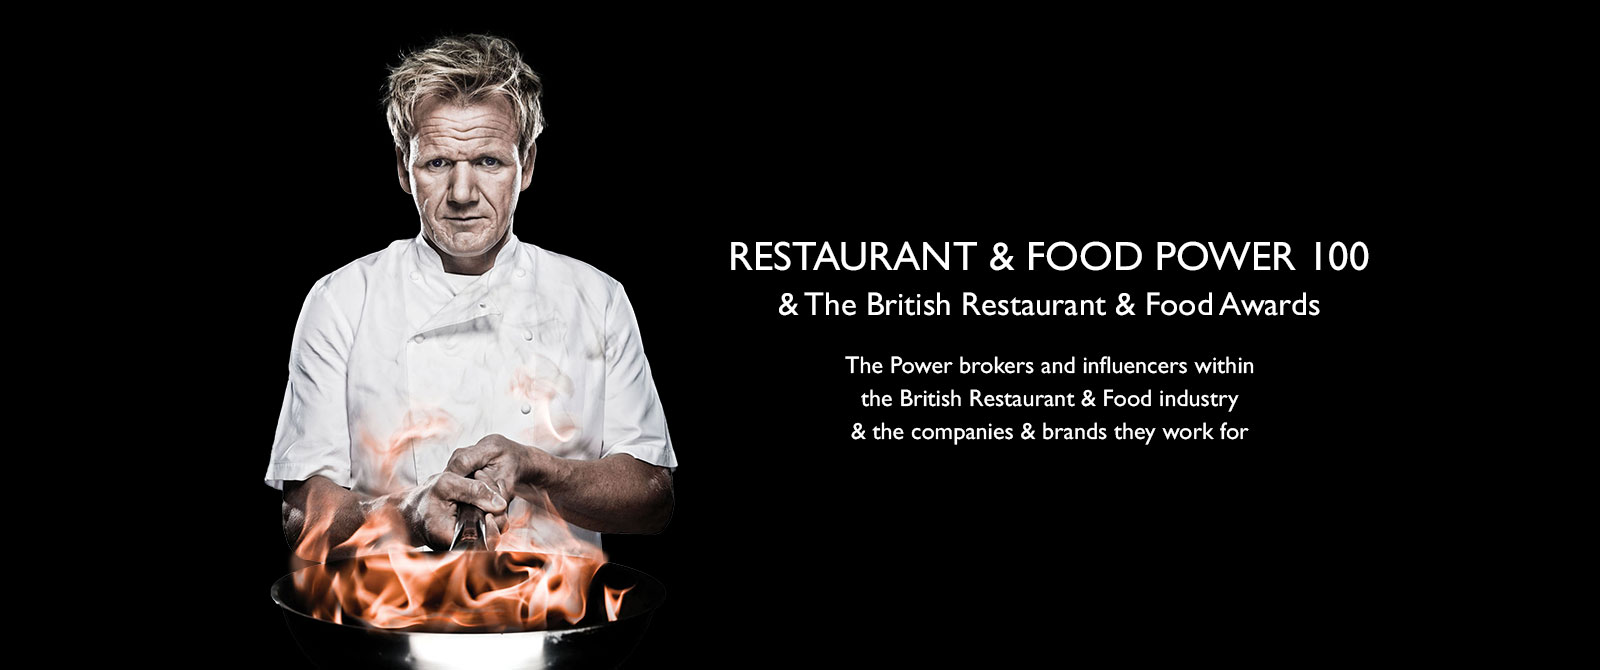 RESTAURANT & FOOD POWER 100
& The British Restaurant & Food Awards
The Power brokers and influencers within
the British Restaurant & Food industry
& the companies & brands they work for